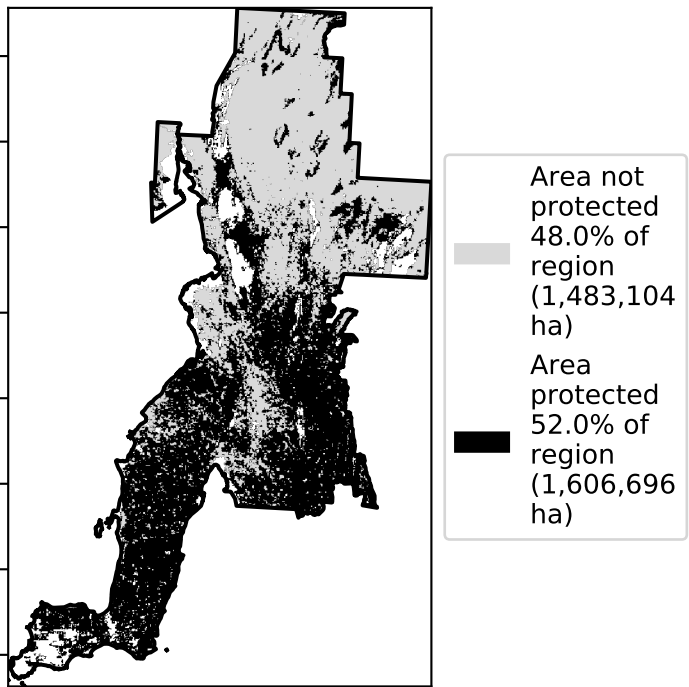 Area not
protected
48.0% of
region
(1,483,104
ha)
Area
protected
52.0% of
region
(1,606,696
ha)